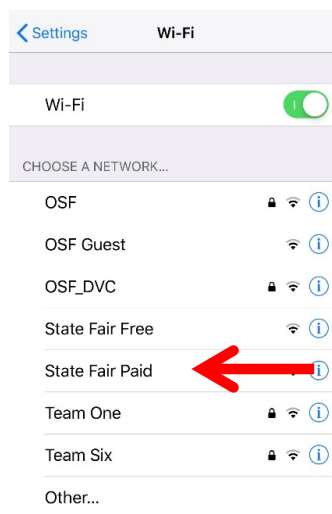 Settings Wi-Fi
Wi-Fi
CHOOSE A NETWORK...
OSF
OSF Guest
OSF_DVC
State Fair Free
State Fair Paid
Team One
Team Six
Other...